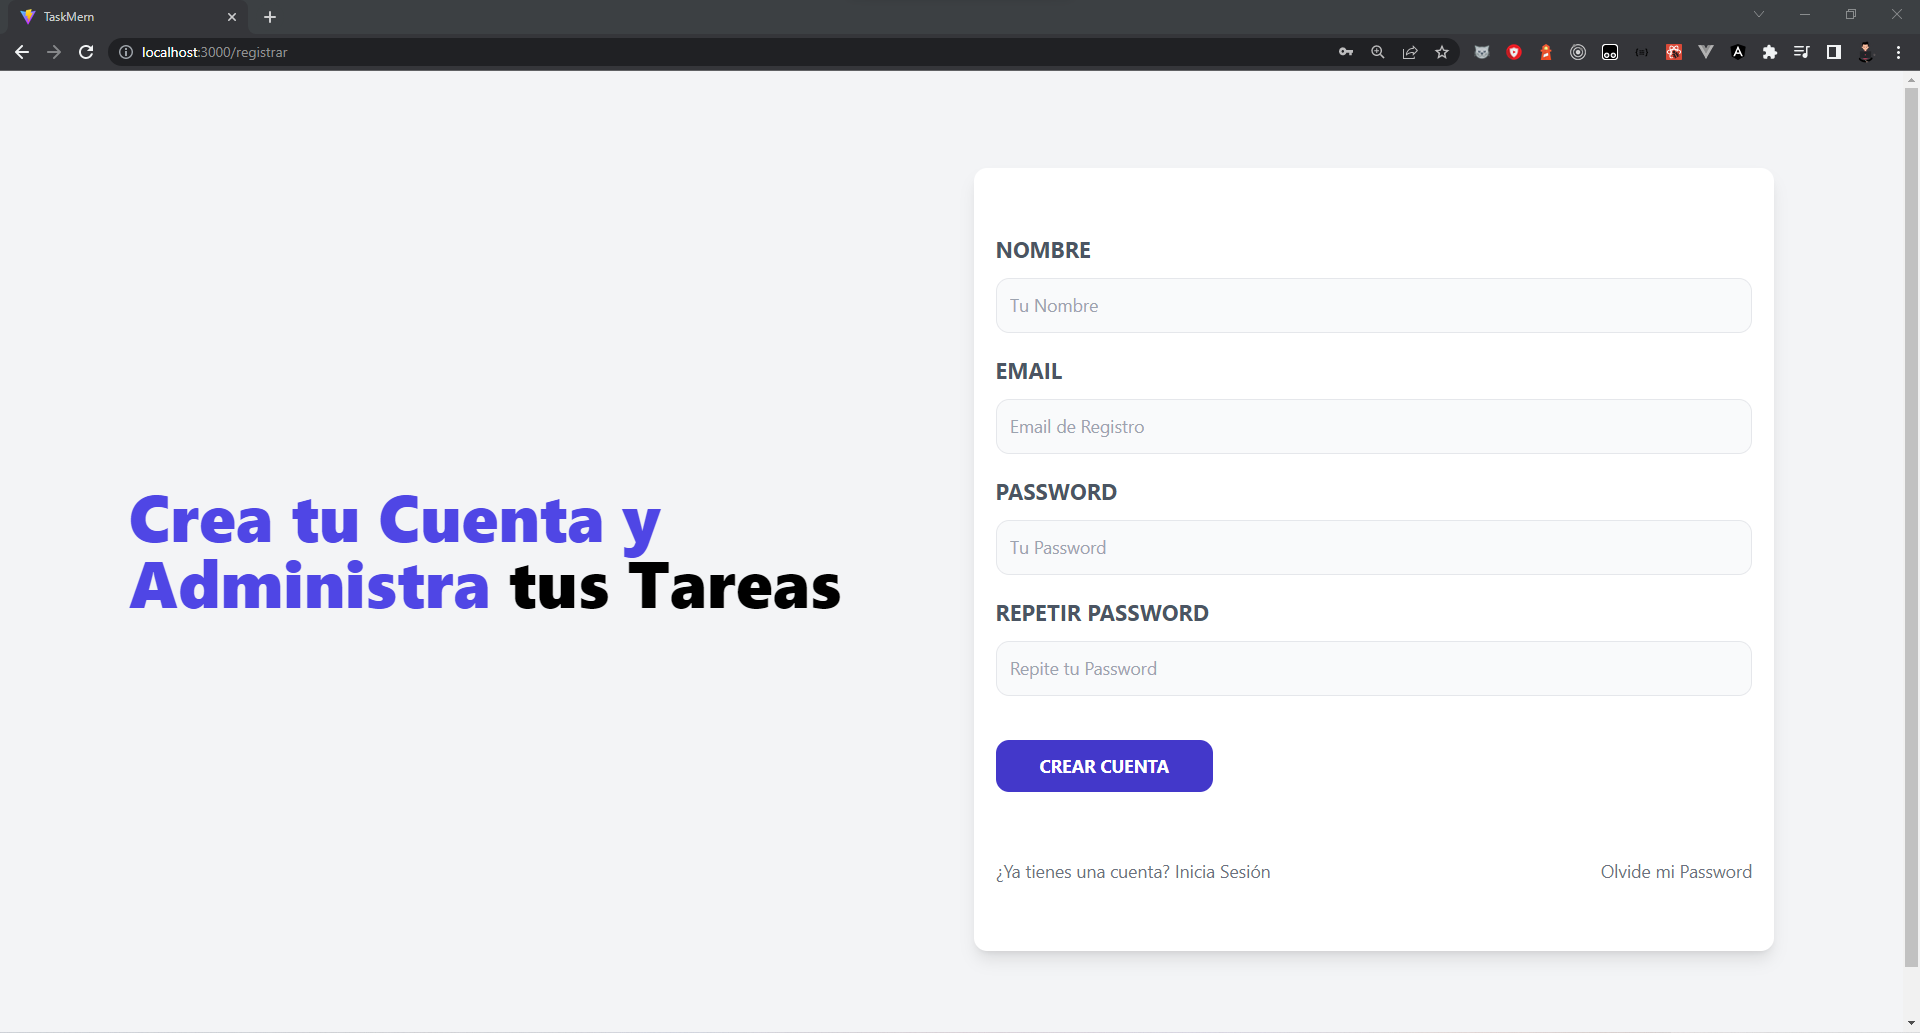 TaskMern
localhost:3000/registrar
Crea tu Cuenta y
Administra tus Tareas
NOMBRE
Tu Nombre
EMAIL
Email de Registro
PASSWORD
Tu Password
REPETIR PASSWORD
Repite tu Password
CREAR CUENTA
¿Ya tienes una cuenta? Inicia Sesión
Olvide mi Password